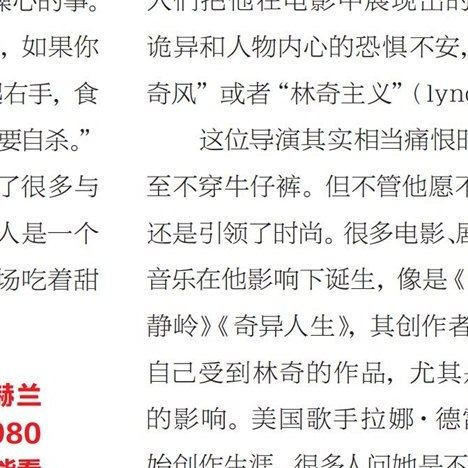 心的事。
，如果你
右手，食
要自杀。”
了很多与
人是一个
场吃着甜
赫兰
980
能看
人们把他在电影中展现出的
诡异和人物内心的恐惧不安，
奇风”或者“林奇主义”（lync
这位导演其实相当痛恨时
至不穿牛仔裤。但不管他愿不
还是引领了时尚。很多电影、
音乐在他影响下诞生，像是《
静岭》《奇异人生》，其创作者
自己受到林奇的作品，尤其
的影响。美国歌手拉娜·德
始创作生涯，很多人问她是不